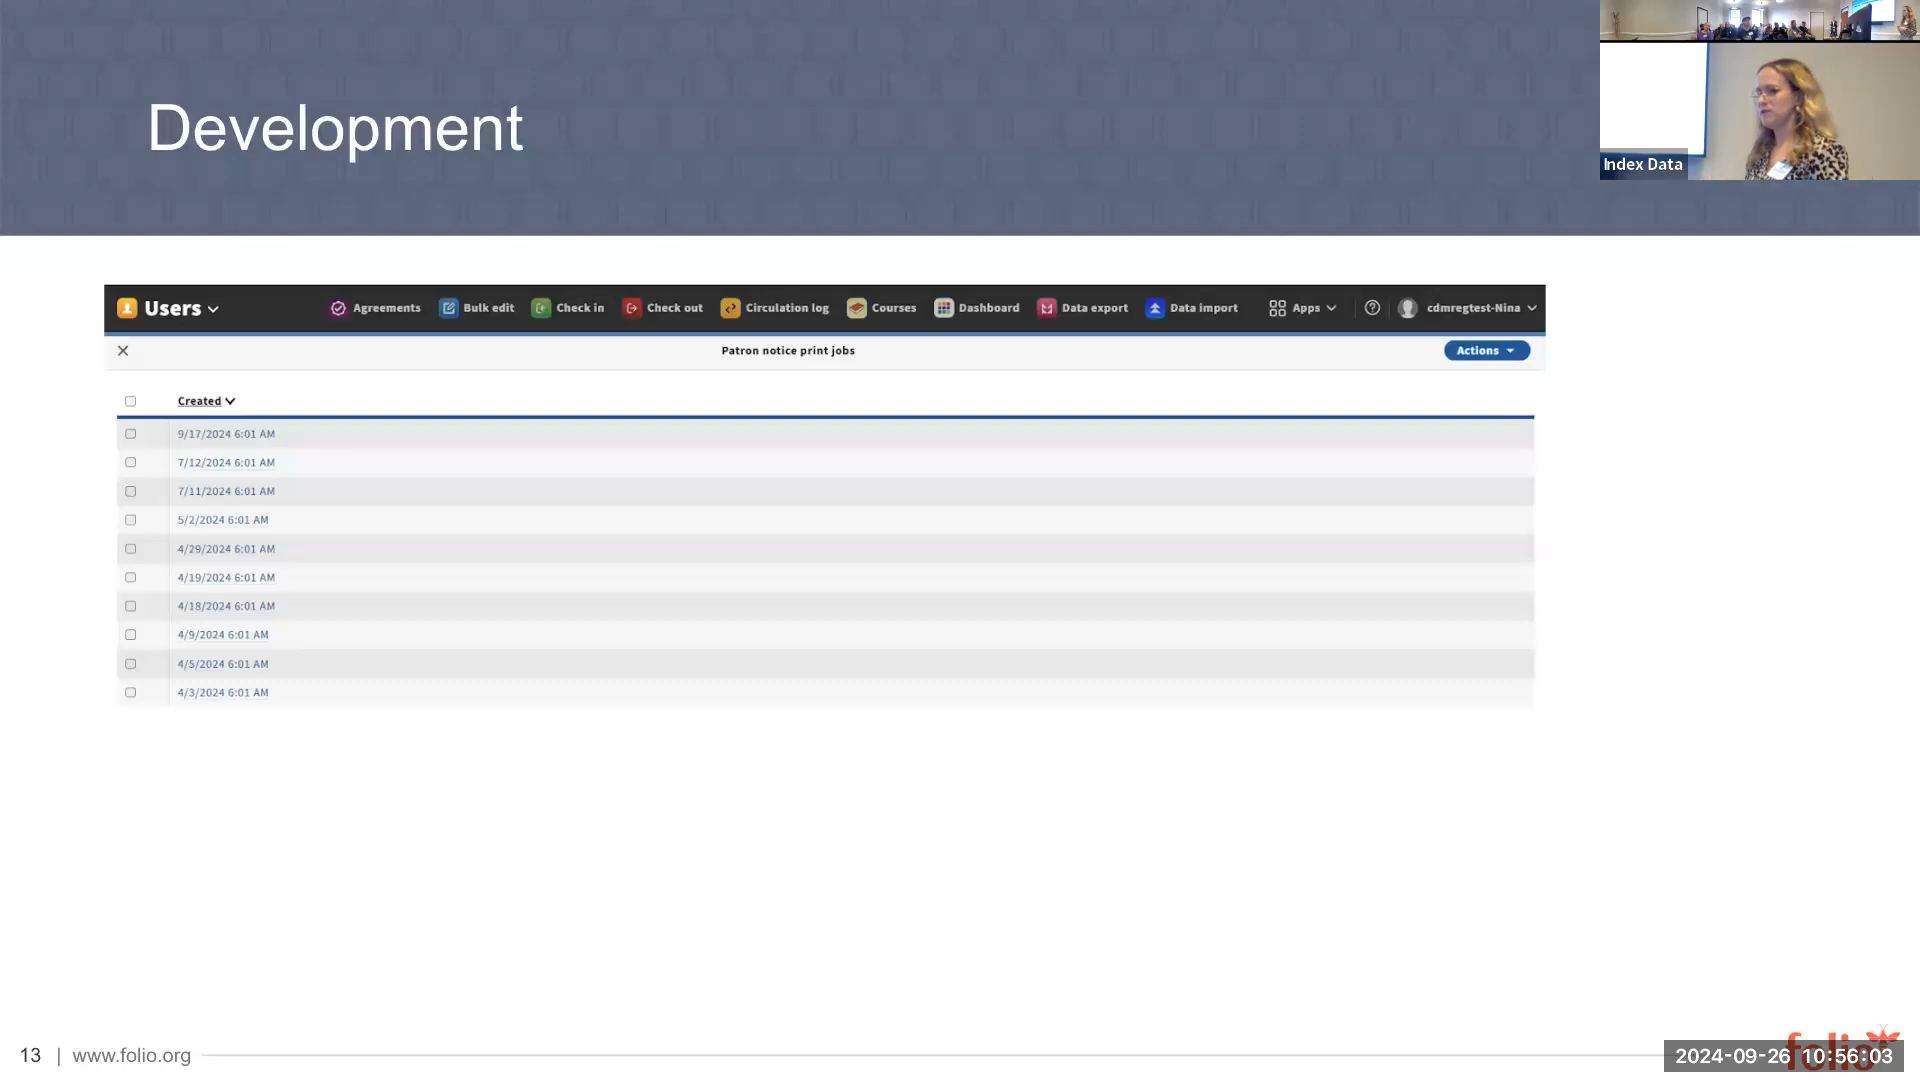 Development
Index Data
Users
Agreements
Bulk edit
Check in
Check out
Circulation log
Courses
Dashboard
Data export
Data import
Apps
cdmregtest-Nina
Patron notice print jobs
Actions
Created
9/17/2024 6:01 AM
7/12/2024 6:01 AM
7/11/2024 6:01 AM
5/2/2024 6:01 AM
4/29/2024 6:01 AM
4/19/2024 6:01 AM
4/18/2024 6:01 AM
4/9/2024 6:01 AM
4/5/2024 6:01 AM
4/3/2024 6:01 AM
13 | www.folio.org
folio
2024-09-26 10:56:03